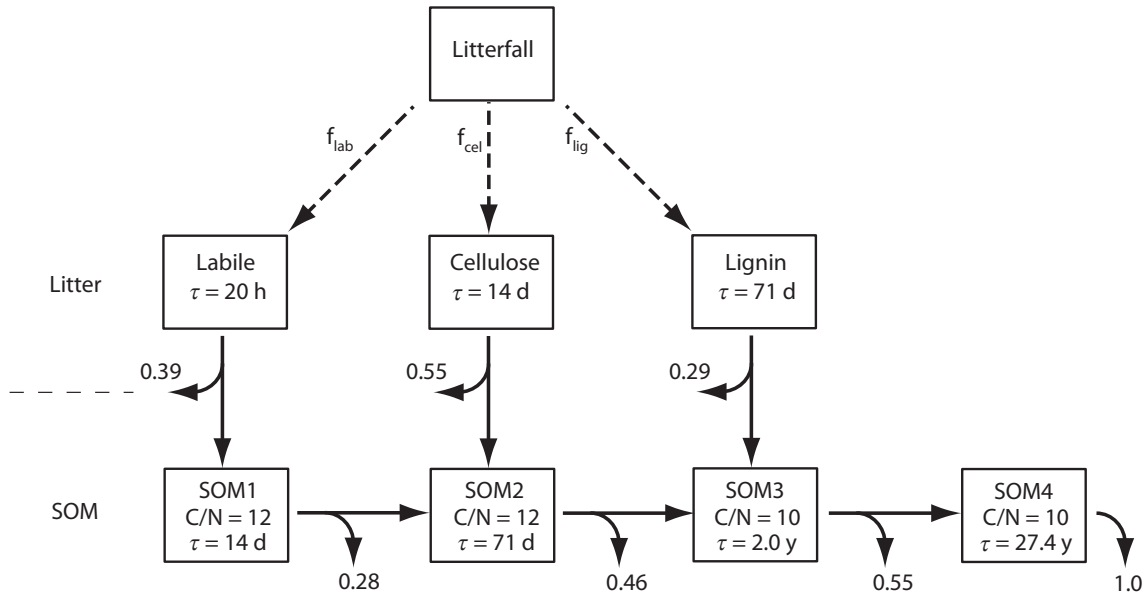 Litterfall
f_lab
f_cel
f_lig
Litter
Labile
τ = 20 h
Cellulose
τ = 14 d
Lignin
τ = 71 d
0.39
0.55
0.29
SOM
SOM1
C/N = 12
τ = 14 d
SOM2
C/N = 12
τ = 71 d
SOM3
C/N = 10
τ = 2.0 y
SOM4
C/N = 10
τ = 27.4 y
0.28
0.46
0.55
1.0